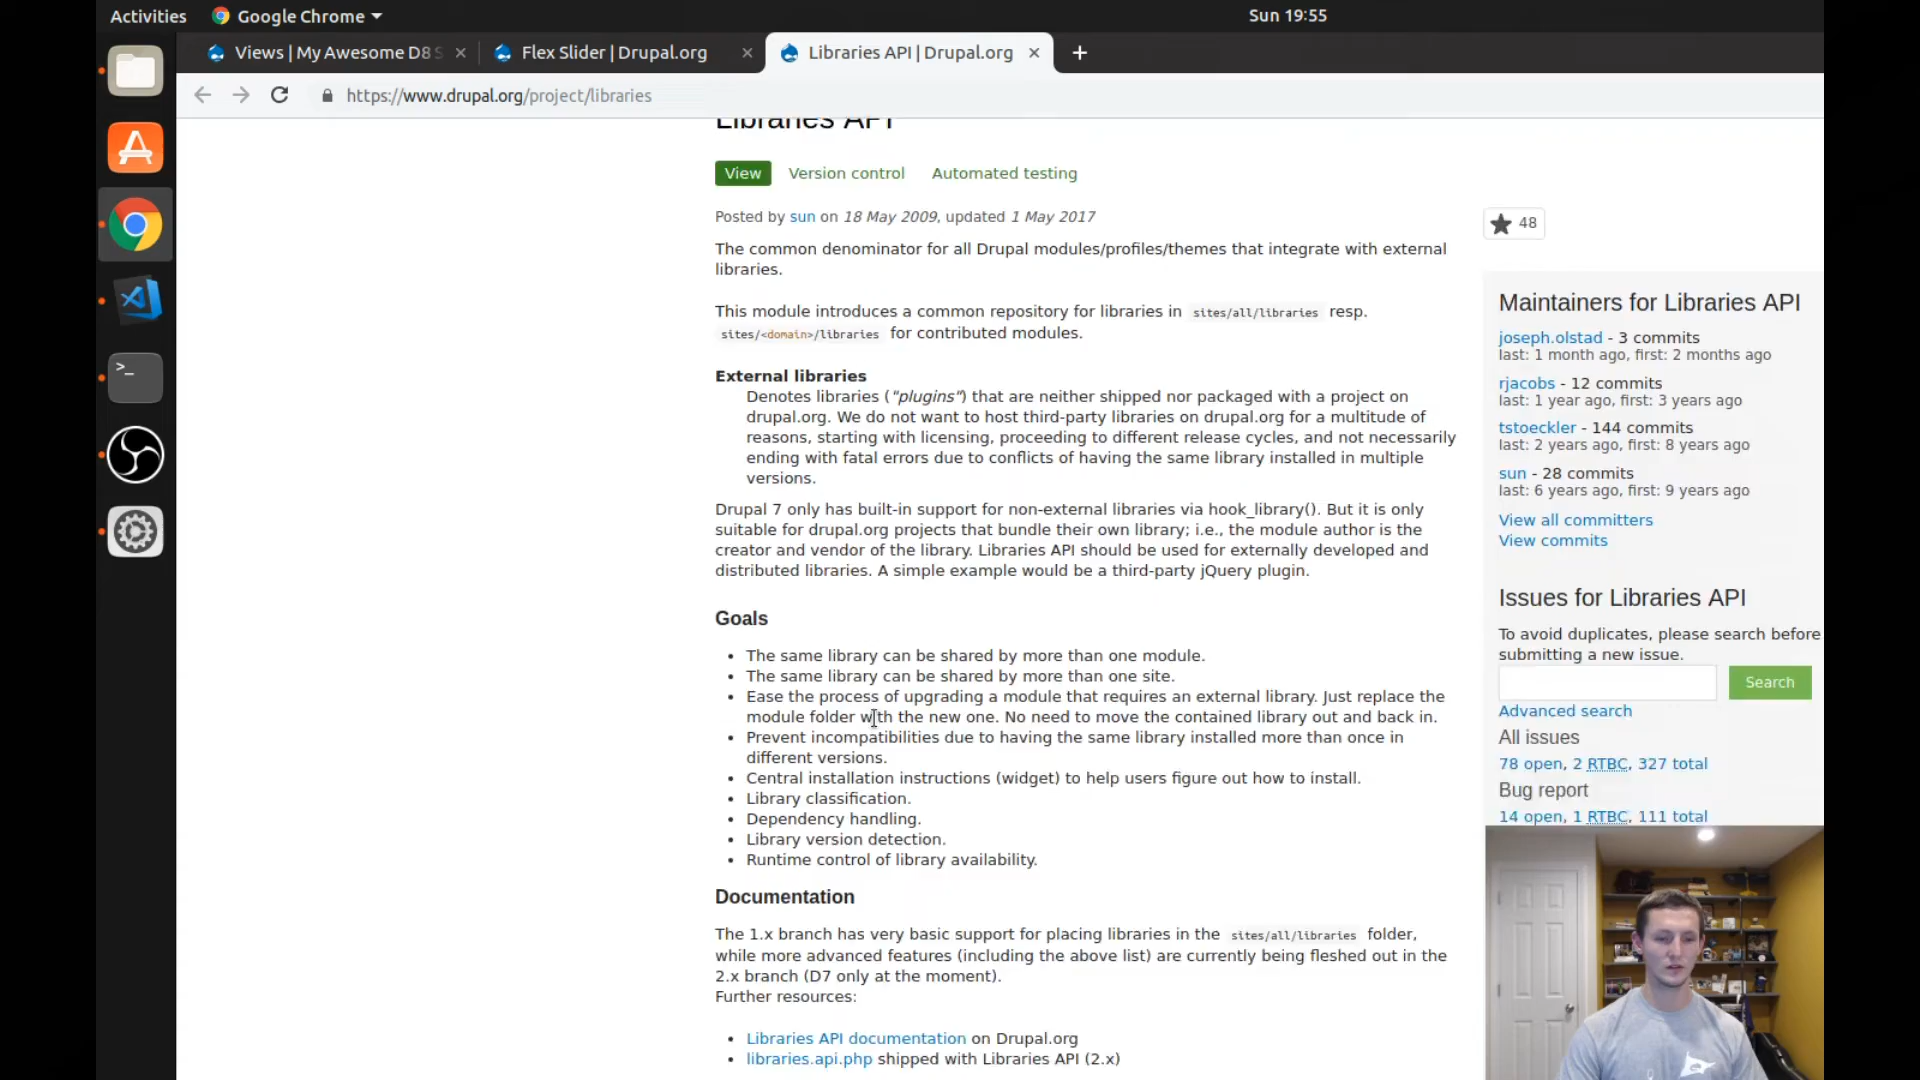 Activities
Google Chrome
Sun 19:55
Views | My Awesome D8 S
Flex Slider | Drupal.org
Libraries API | Drupal.org
https://www.drupal.org/project/libraries
Libraries API
View
Version control
Automated testing
Posted by sun on 18 May 2009, updated 1 May 2017
The common denominator for all Drupal modules/profiles/themes that integrate with external
libraries.
This module introduces a common repository for libraries in sites/all/libraries resp.
sites/<domain>/libraries for contributed modules.
External libraries
Denotes libraries ("plugins") that are neither shipped nor packaged with a project on
drupal.org. We do not want to host third-party libraries on drupal.org for a multitude of
reasons, starting with licensing, proceeding to different release cycles, and not necessarily
ending with fatal errors due to conflicts of having the same library installed in multiple
versions.
Drupal 7 only has built-in support for non-external libraries via hook_library(). But it is only
suitable for drupal.org projects that bundle their own library; i.e., the module author is the
creator and vendor of the library. Libraries API should be used for externally developed and
distributed libraries. A simple example would be a third-party jQuery plugin.
Goals
• The same library can be shared by more than one module.
• The same library can be shared by more than one site.
• Ease the process of upgrading a module that requires an external library. Just replace the
module folder with the new one. No need to move the contained library out and back in.
• Prevent incompatibilities due to having the same library installed more than once in
different versions.
• Central installation instructions (widget) to help users figure out how to install.
• Library classification.
• Dependency handling.
• Library version detection.
• Runtime control of library availability.
Documentation
The 1.x branch has very basic support for placing libraries in the sites/all/libraries folder,
while more advanced features (including the above list) are currently being fleshed out in the
2.x branch (D7 only at the moment).
Further resources:
• Libraries API documentation on Drupal.org
• libraries.api.php shipped with Libraries API (2.x)
48
Maintainers for Libraries API
joseph.olstad - 3 commits
last: 1 month ago, first: 2 months ago
rjacobs - 12 commits
last: 1 year ago, first: 3 years ago
tstoeckler - 144 commits
last: 2 years ago, first: 8 years ago
sun - 28 commits
last: 6 years ago, first: 9 years ago
View all committers
View commits
Issues for Libraries API
To avoid duplicates, please search before
submitting a new issue.
Search
Advanced search
All issues
78 open, 2 RTBC, 327 total
Bug report
14 open, 1 RTBC, 111 total